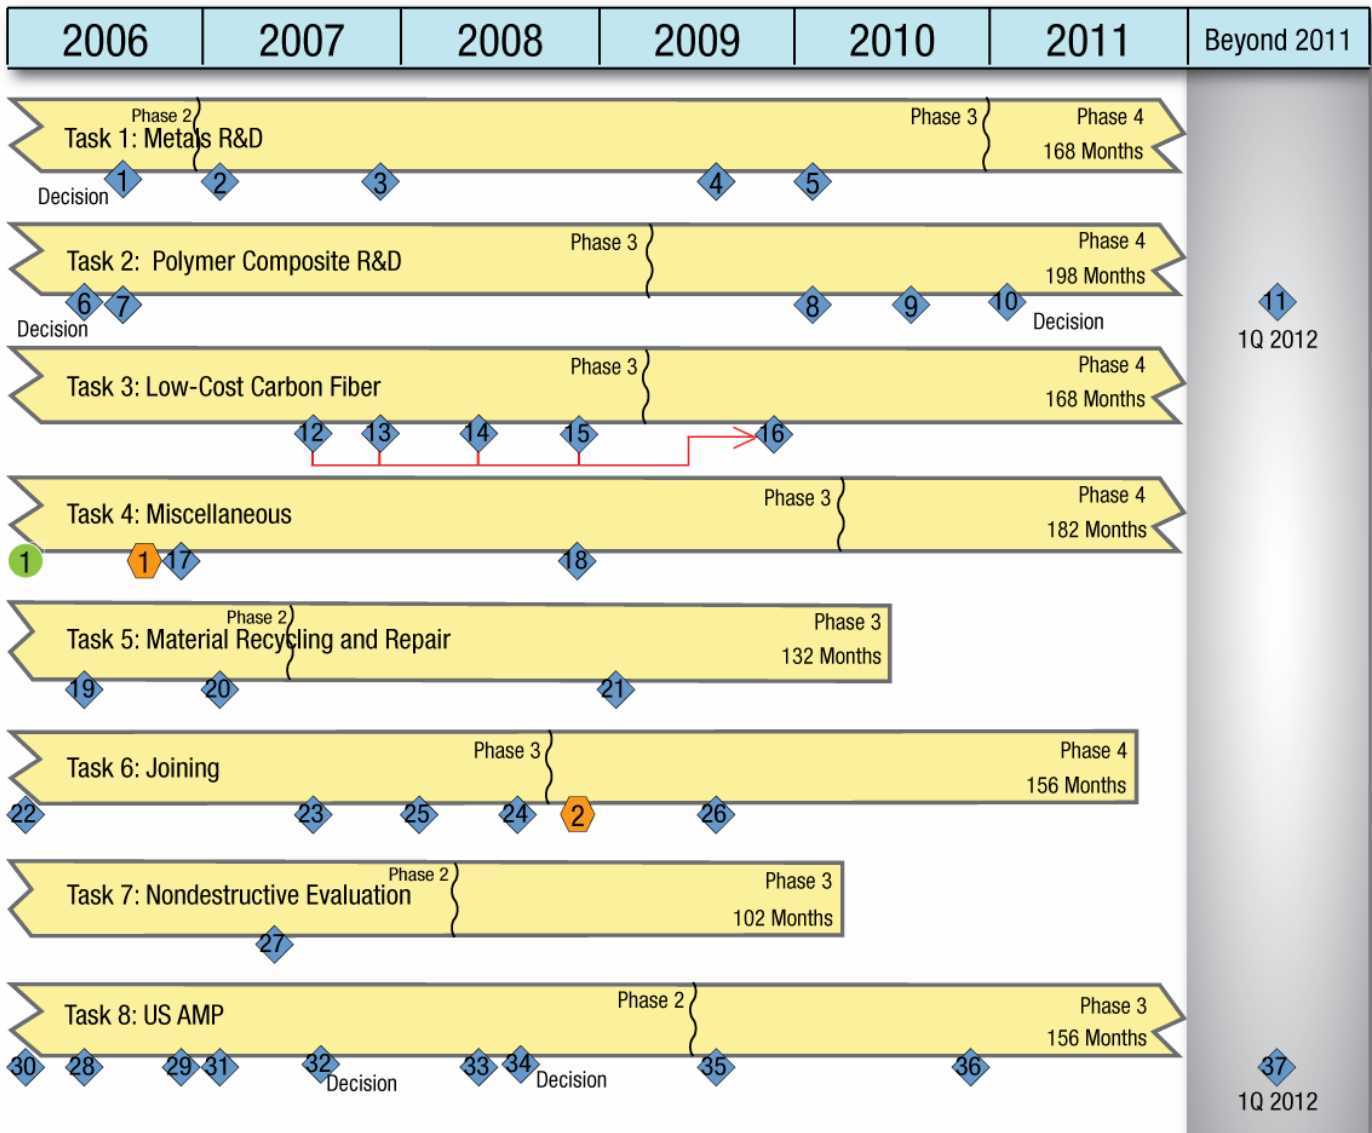 2006 2007 2008 2009 2010 2011 Beyond 2011
Phase 2 Phase 3 Phase 4
Task 1: Metals R&D
168 Months
1 2 3 4 5
Decision
Phase 3 Phase 4
Task 2: Polymer Composite R&D
198 Months
6 7 8 9 10 11
Decision Decision
1Q 2012
Phase 3 Phase 4
Task 3: Low-Cost Carbon Fiber
168 Months
12 13 14 15 16
Phase 3 Phase 4
Task 4: Miscellaneous
182 Months
1 1 17 18
Phase 2 Phase 3
Task 5: Material Recycling and Repair
132 Months
19 20 21
Phase 3 Phase 4
Task 6: Joining
156 Months
22 23 25 24 2 26
Phase 2 Phase 3
Task 7: Nondestructive Evaluation
102 Months
27
Phase 2 Phase 3
Task 8: US AMP
156 Months
30 28 29 31 32 33 34 35 36 37
Decision Decision
1Q 2012